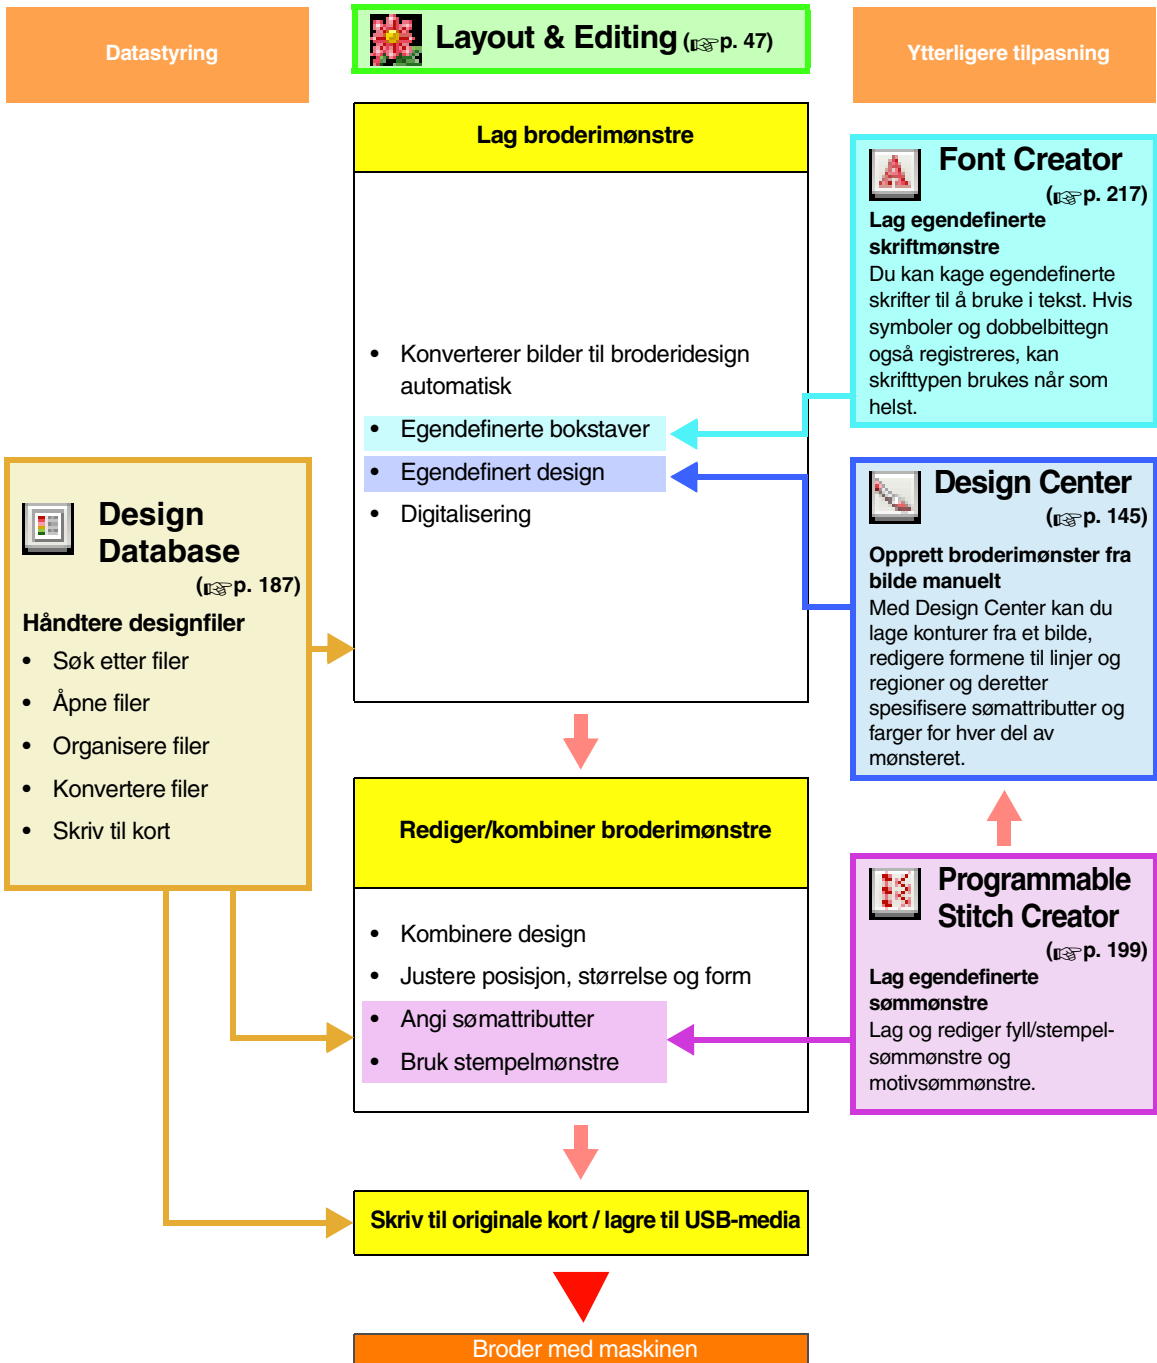 Datastyring
Layout & Editing (☞p. 47)
Ytterligere tilpasning
Lag broderimønstre
• Konverterer bilder til broderidesign
automatisk
• Egendefinerte bokstaver
• Egendefinert design
• Digitalisering
Font Creator
(☞p. 217)
Lag egendefinerte
skriftmønstre
Du kan kage egendefinerte
skrifter til å bruke i tekst. Hvis
symboler og dobbelbittegn
også registreres, kan
skrifttypen brukes når som
helst.
Design
Database
(☞p. 187)
Håndtere designfiler
• Søk etter filer
• Åpne filer
• Organisere filer
• Konvertere filer
• Skriv til kort
Design Center
(☞p. 145)
Opprett broderimønster fra
bilde manuelt
Med Design Center kan du
lage konturer fra et bilde,
redigere formene til linjer og
regioner og deretter
spesifisere sømattributter og
farger for hver del av
mønsteret.
Rediger/kombiner broderimønstre
• Kombinere design
• Justere posisjon, størrelse og form
• Angi sømattributter
• Bruk stempelmønstre
Programmable
Stitch Creator
(☞p. 199)
Lag egendefinerte
sømmønstre
Lag og rediger fyll/stempel-
sømmønstre og
motivsømmønstre.
Skriv til originale kort / lagre til USB-media
Broder med maskinen